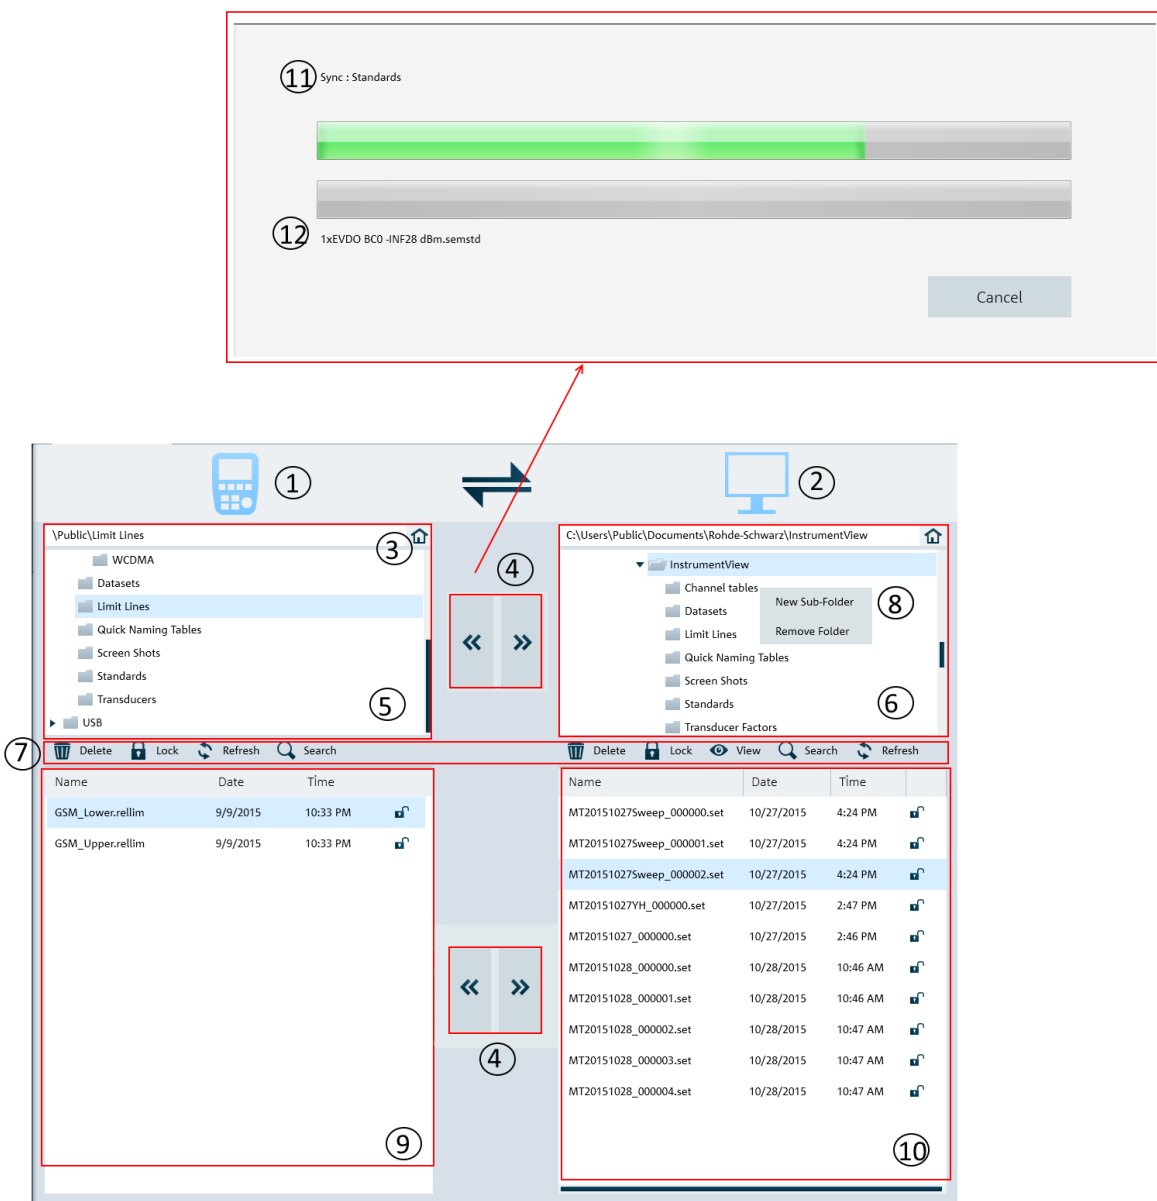 11 Sync : Standards
12 1xEVDO BC0 -INF28 dBm.semstd
Cancel
1
2
\Public\Limit Lines
3
WCDMA
Datasets
Limit Lines
Quick Naming Tables
Screen Shots
Standards
Transducers
USB
5
4
C:\Users\Public\Documents\Rohde-Schwarz\InstrumentView
InstrumentView
Channel tables
Datasets
Limit Lines
Quick Naming Tables
Screen Shots
Standards
Transducer Factors
New Sub-Folder
Remove Folder
8
6
7
Delete Lock Refresh Search
Delete Lock View Search Refresh
Name Date Time
GSM_Lower.rellim 9/9/2015 10:33 PM
GSM_Upper.rellim 9/9/2015 10:33 PM
9
4
Name Date Time
MT20151027Sweep_000000.set 10/27/2015 4:24 PM
MT20151027Sweep_000001.set 10/27/2015 4:24 PM
MT20151027Sweep_000002.set 10/27/2015 4:24 PM
MT20151027YH_000000.set 10/27/2015 2:47 PM
MT20151027_000000.set 10/27/2015 2:46 PM
MT20151028_000000.set 10/28/2015 10:46 AM
MT20151028_000001.set 10/28/2015 10:46 AM
MT20151028_000002.set 10/28/2015 10:47 AM
MT20151028_000003.set 10/28/2015 10:47 AM
MT20151028_000004.set 10/28/2015 10:47 AM
10